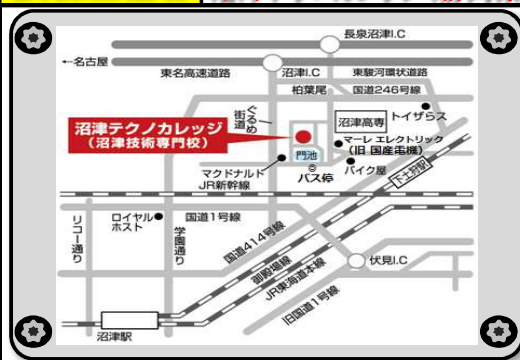 長泉沼津I.C
←名古屋
東名高速道路
沼津I.C
東駿河環状道路
柏葉尾
国道246号線
ぐるめ街道
沼津高専
トイザらス
沼津テクノカレッジ
(沼津技術専門校)
マーレ エレクトリック
(旧 国産電機)
門池
マクドナルド
バス停
バイク屋
下土狩駅
JR新幹線
リコー通り
ロイヤル
ホスト
学園通り
国道1号線
国道414号線
御殿場線
JR東海道本線
伏見I.C
旧国道1号線
沼津駅